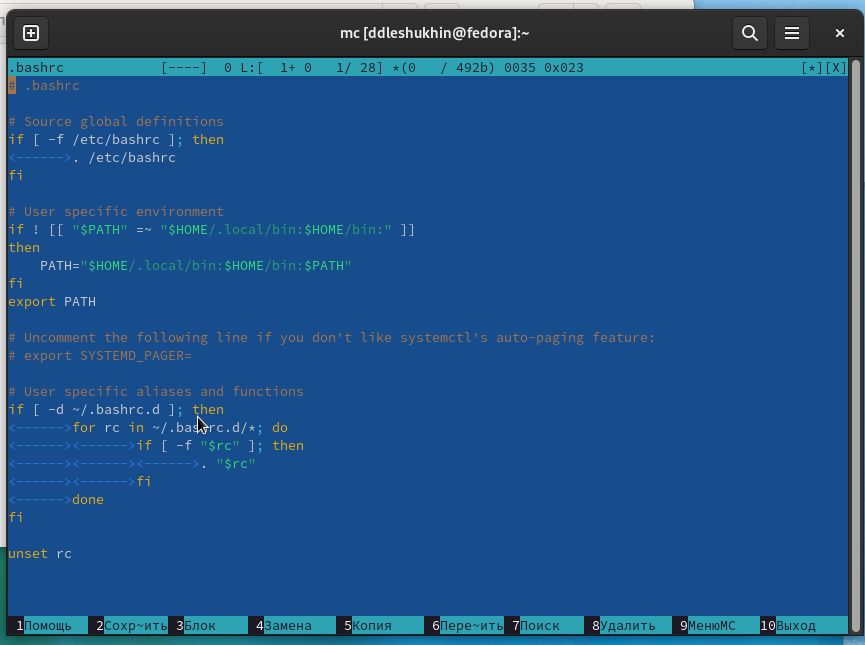 mc [ddleshukhin@fedora]:~
.bashrc [----] 0 L:[ 1+ 0 1/ 28] *(0 / 492b) 0035 0x023 [*][X]
# .bashrc
# Source global definitions
if [ -f /etc/bashrc ]; then
<------>. /etc/bashrc
fi
# User specific environment
if ! [[ "$PATH" =~ "$HOME/.local/bin:$HOME/bin:" ]]
then
    PATH="$HOME/.local/bin:$HOME/bin:$PATH"
fi
export PATH
# Uncomment the following line if you don't like systemctl's auto-paging feature:
# export SYSTEMD_PAGER=
# User specific aliases and functions
if [ -d ~/.bashrc.d ]; then
<------>for rc in ~/.bashrc.d/*; do
<------><------>if [ -f "$rc" ]; then
<------><------><------>. "$rc"
<------><------>fi
<------>done
fi
unset rc
1Помощь 2Сохр~ить 3Блок 4Замена 5Копия 6Пере~ить 7Поиск 8Удалить 9МенюMC 10Выход